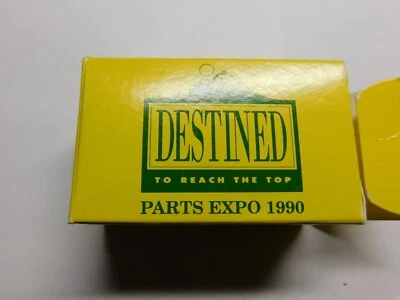 DESTINED
TO REACH THE TOP
PARTS EXPO 1990